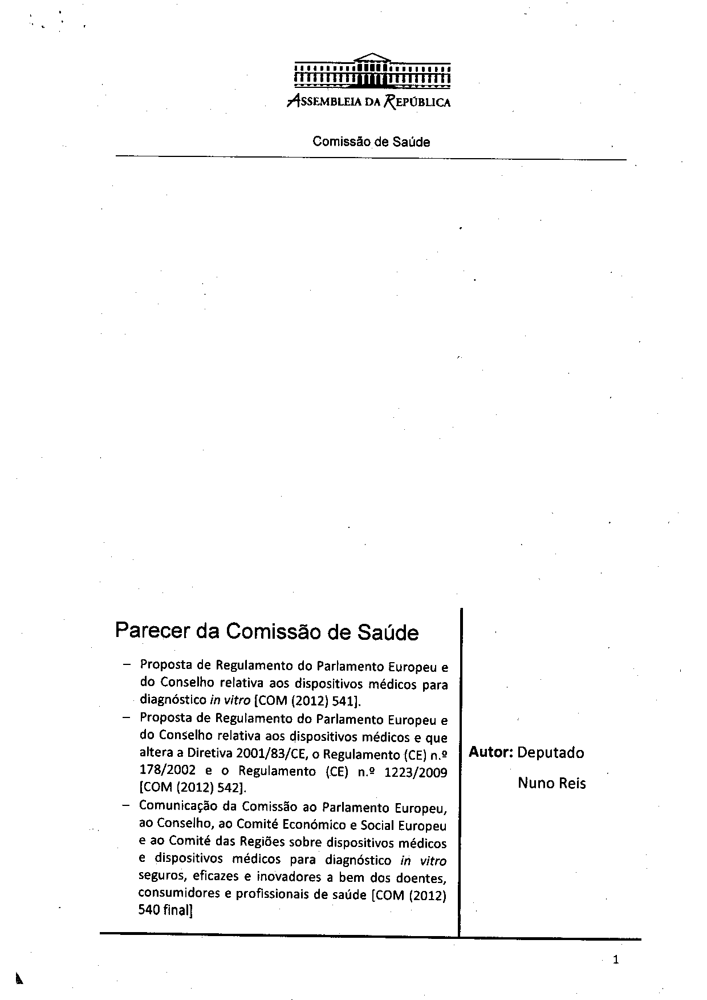 ASSEMBLEIA DA REPÚBLICA
Comissão de Saúde
Parecer da Comissão de Saúde
– Proposta de Regulamento do Parlamento Europeu e
do Conselho relativa aos dispositivos médicos para
diagnóstico in vitro [COM (2012) 541].
– Proposta de Regulamento do Parlamento Europeu e
do Conselho relativa aos dispositivos médicos e que
altera a Diretiva 2001/83/CE, o Regulamento (CE) n.º
178/2002 e o Regulamento (CE) n.º 1223/2009
[COM (2012) 542].
– Comunicação da Comissão ao Parlamento Europeu,
ao Conselho, ao Comité Económico e Social Europeu
e ao Comité das Regiões sobre dispositivos médicos
e dispositivos médicos para diagnóstico in vitro
seguros, eficazes e inovadores a bem dos doentes,
consumidores e profissionais de saúde [COM (2012)
540 final]
Autor: Deputado
Nuno Reis
1